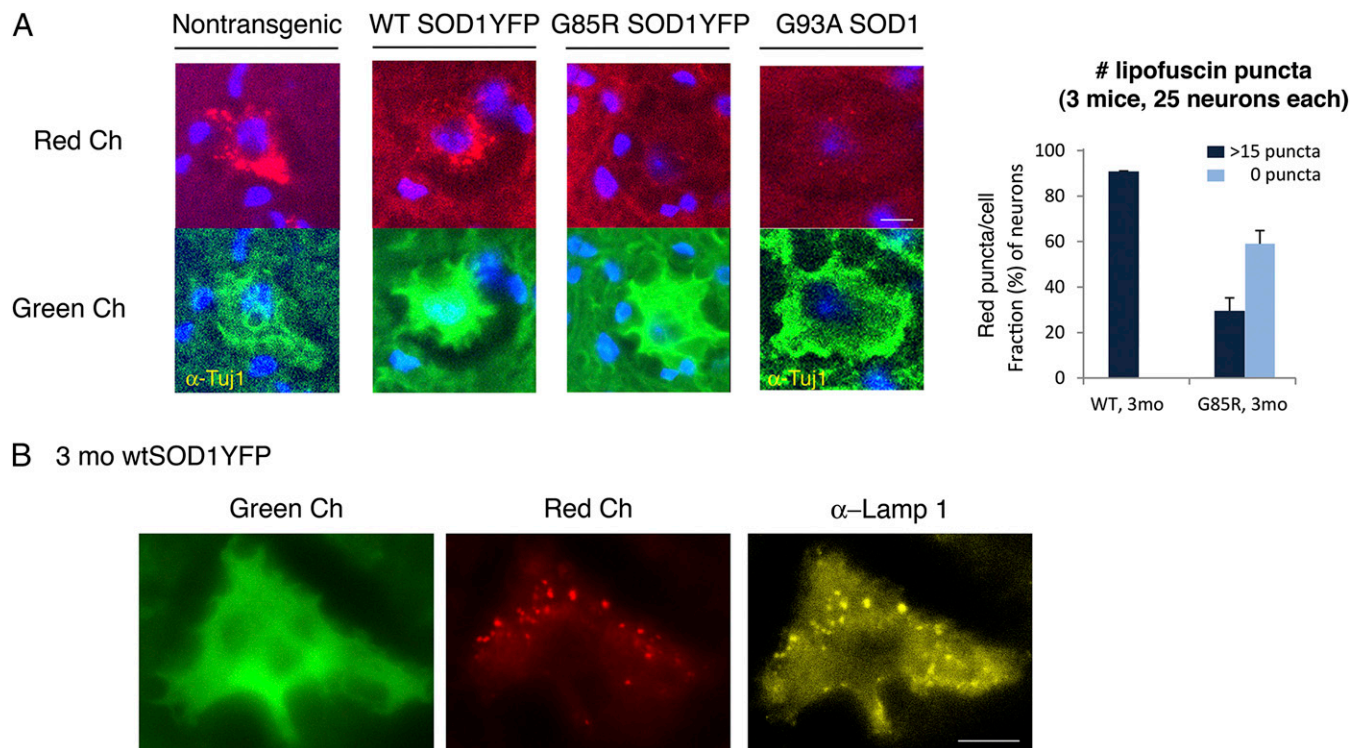 A
Nontransgenic
WT SOD1YFP
G85R SOD1YFP
G93A SOD1
Red Ch
Green Ch
α-Tuj1
α-Tuj1
# lipofuscin puncta
(3 mice, 25 neurons each)
Red puncta/cell
Fraction (%) of neurons
100
80
60
40
20
0
>15 puncta
0 puncta
WT, 3mo
G85R, 3mo
B 3 mo wtSOD1YFP
Green Ch
Red Ch
α–Lamp 1